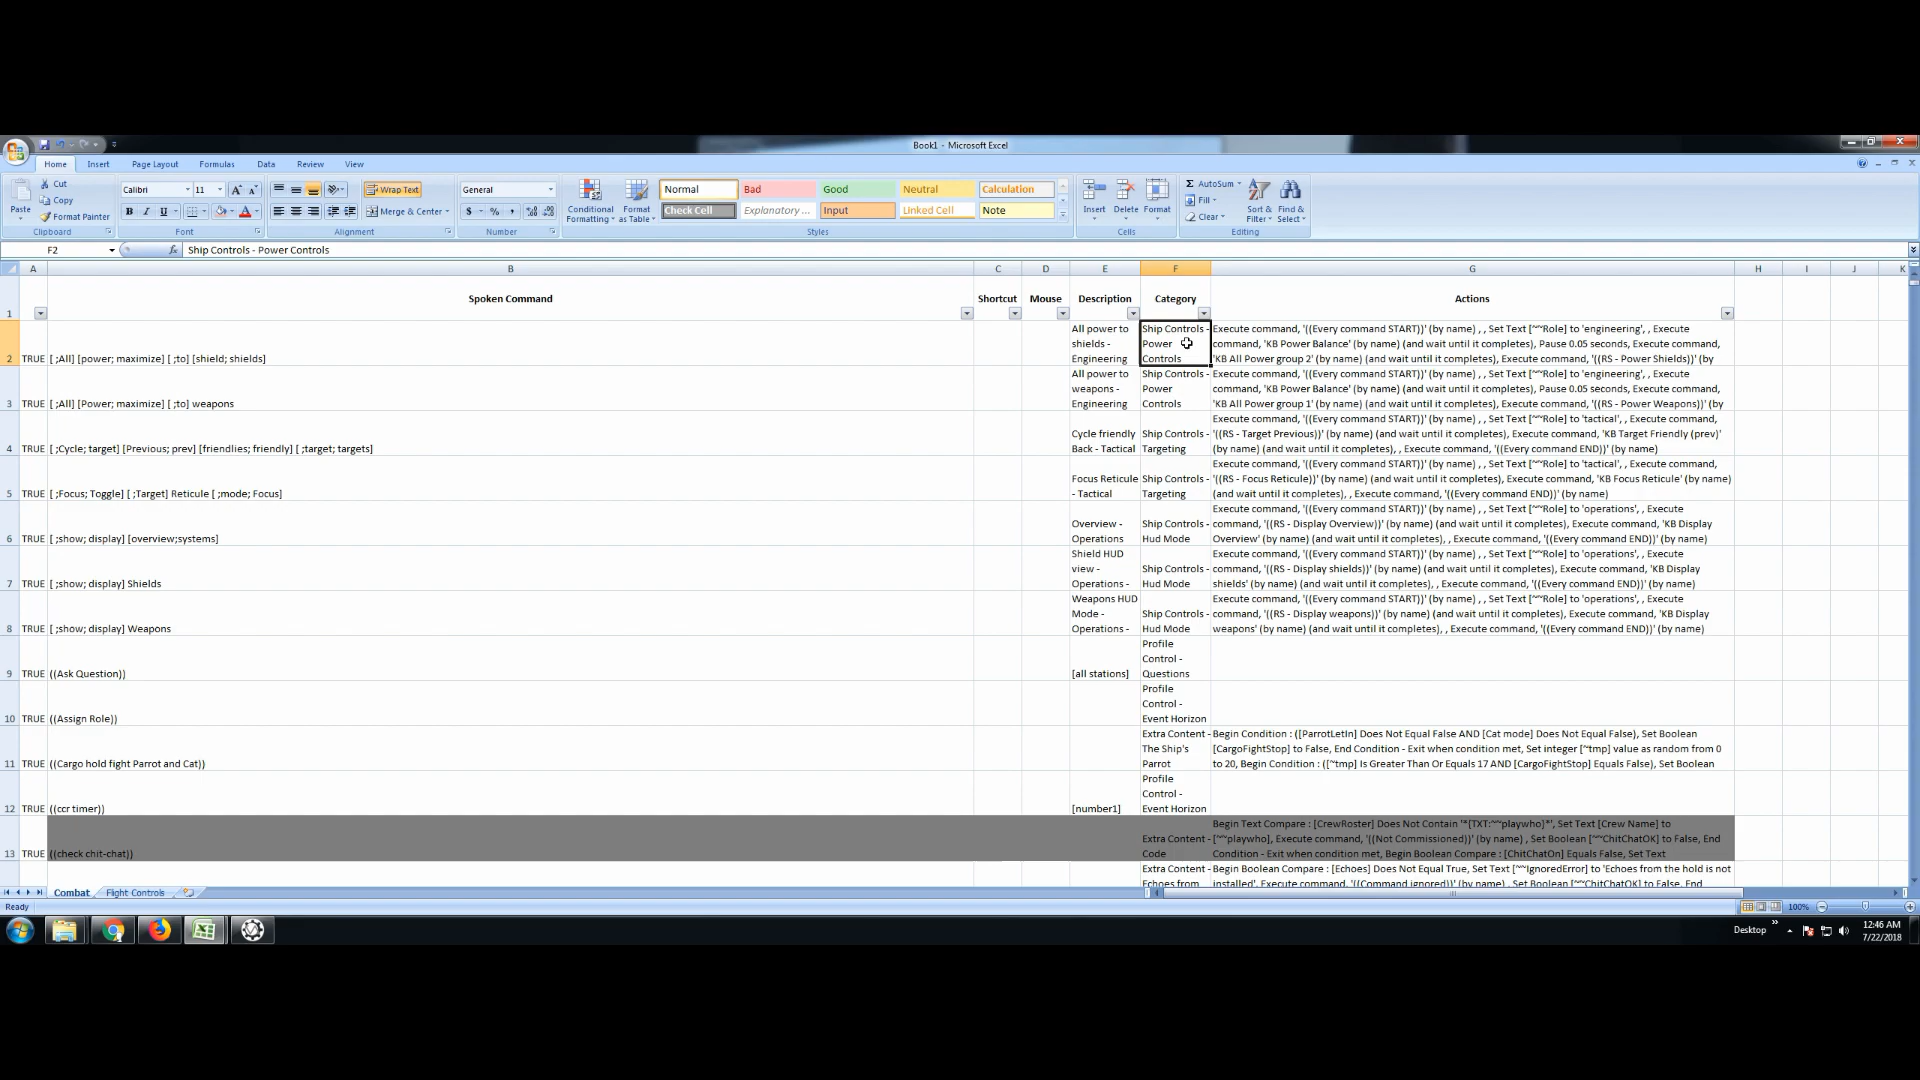 Book1 - Microsoft Excel
Home Insert Page Layout Formulas Data Review View
Paste
Cut
Copy
Format Painter
Clipboard
Calibri 11
B I U
Font
Wrap Text
Merge & Center
Alignment
General
$ % ,
Number
Conditional Formatting
Format as Table
Normal Bad Good Neutral Calculation
Check Cell Explanatory ... Input Linked Cell Note
Styles
Insert Delete Format
Cells
AutoSum
Fill
Clear
Sort & Filter
Find & Select
Editing
F2 fx Ship Controls - Power Controls
A B C D E F G H I J K
1 Spoken Command Shortcut Mouse Description Category Actions
2 TRUE [ ;All] [power; maximize] [ ;to] [shield; shields]
All power to
shields -
Engineering
Ship Controls -
Power
Controls
Execute command, '((Every command START))' (by name) , , Set Text [~~Role] to 'engineering', , Execute
command, 'KB Power Balance' (by name) (and wait until it completes), Pause 0.05 seconds, Execute command,
'KB All Power group 2' (by name) (and wait until it completes), Execute command, '((RS - Power Shields))' (by
3 TRUE [ ;All] [Power; maximize] [ ;to] weapons
All power to
weapons -
Engineering
Ship Controls -
Power
Controls
Execute command, '((Every command START))' (by name) , , Set Text [~~Role] to 'engineering', , Execute
command, 'KB Power Balance' (by name) (and wait until it completes), Pause 0.05 seconds, Execute command,
'KB All Power group 1' (by name) (and wait until it completes), Execute command, '((RS - Power Weapons))' (by
4 TRUE [ ;Cycle; target] [Previous; prev] [friendlies; friendly] [ ;target; targets]
Cycle friendly
Back - Tactical
Ship Controls -
Targeting
Execute command, '((Every command START))' (by name) , , Set Text [~~Role] to 'tactical', , Execute command,
'((RS - Target Previous))' (by name) (and wait until it completes), Execute command, 'KB Target Friendly (prev)'
(by name) (and wait until it completes), , Execute command, '((Every command END))' (by name)
5 TRUE [ ;Focus; Toggle] [ ;Target] Reticule [ ;mode; Focus]
Focus Reticule
- Tactical
Ship Controls -
Targeting
Execute command, '((Every command START))' (by name) , , Set Text [~~Role] to 'tactical', , Execute command,
'((RS - Focus Reticule))' (by name) (and wait until it completes), Execute command, 'KB Focus Reticule' (by name)
(and wait until it completes), , Execute command, '((Every command END))' (by name)
6 TRUE [ ;show; display] [overview;systems]
Overview -
Operations
Ship Controls -
Hud Mode
Execute command, '((Every command START))' (by name) , , Set Text [~~Role] to 'operations', , Execute
command, '((RS - Display Overview))' (by name) (and wait until it completes), Execute command, 'KB Display
Overview' (by name) (and wait until it completes), , Execute command, '((Every command END))' (by name)
7 TRUE [ ;show; display] Shields
Shield HUD
view -
Operations -
Ship Controls -
Hud Mode
Execute command, '((Every command START))' (by name) , , Set Text [~~Role] to 'operations', , Execute
command, '((RS - Display shields))' (by name) (and wait until it completes), Execute command, 'KB Display
shields' (by name) (and wait until it completes), , Execute command, '((Every command END))' (by name)
8 TRUE [ ;show; display] Weapons
Weapons HUD
Mode -
Operations -
Ship Controls -
Hud Mode
Execute command, '((Every command START))' (by name) , , Set Text [~~Role] to 'operations', , Execute
command, '((RS - Display weapons))' (by name) (and wait until it completes), Execute command, 'KB Display
weapons' (by name) (and wait until it completes), , Execute command, '((Every command END))' (by name)
9 TRUE ((Ask Question))
[all stations]
Profile
Control -
Questions
10 TRUE ((Assign Role))
Profile
Control -
Event Horizon
11 TRUE ((Cargo hold fight Parrot and Cat))
Extra Content -
The Ship's
Parrot
Begin Condition : ([ParrotLetIn] Does Not Equal False AND [Cat mode] Does Not Equal False), Set Boolean
[CargoFightStop] to False, End Condition - Exit when condition met, Set integer [~tmp] value as random from 0
to 20, Begin Condition : ([~tmp] Is Greater Than Or Equals 17 AND [CargoFightStop] Equals False), Set Boolean
12 TRUE ((ccr timer))
[number1]
Profile
Control -
Event Horizon
13 TRUE ((check chit-chat))
Extra Content -
Code
Begin Text Compare : [CrewRoster] Does Not Contain '*[TXT:~~playwho]*', Set Text [Crew Name] to
[~~playwho], Execute command, '((Not Commissioned))' (by name) , Set Boolean [~~ChitChatOK] to False, End
Condition - Exit when condition met, Begin Boolean Compare : [ChitChatOn] Equals False, Set Text
Extra Content -
Echoes from
Begin Boolean Compare : [Echoes] Does Not Equal True, Set Text [~~IgnoredError] to 'Echoes from the hold is not
installed', Execute command, '((Command ignored))' (by name) , Set Boolean [~~ChitChatOK] to False, End
Combat Flight Controls
Ready 100%
Desktop
12:46 AM
7/22/2018